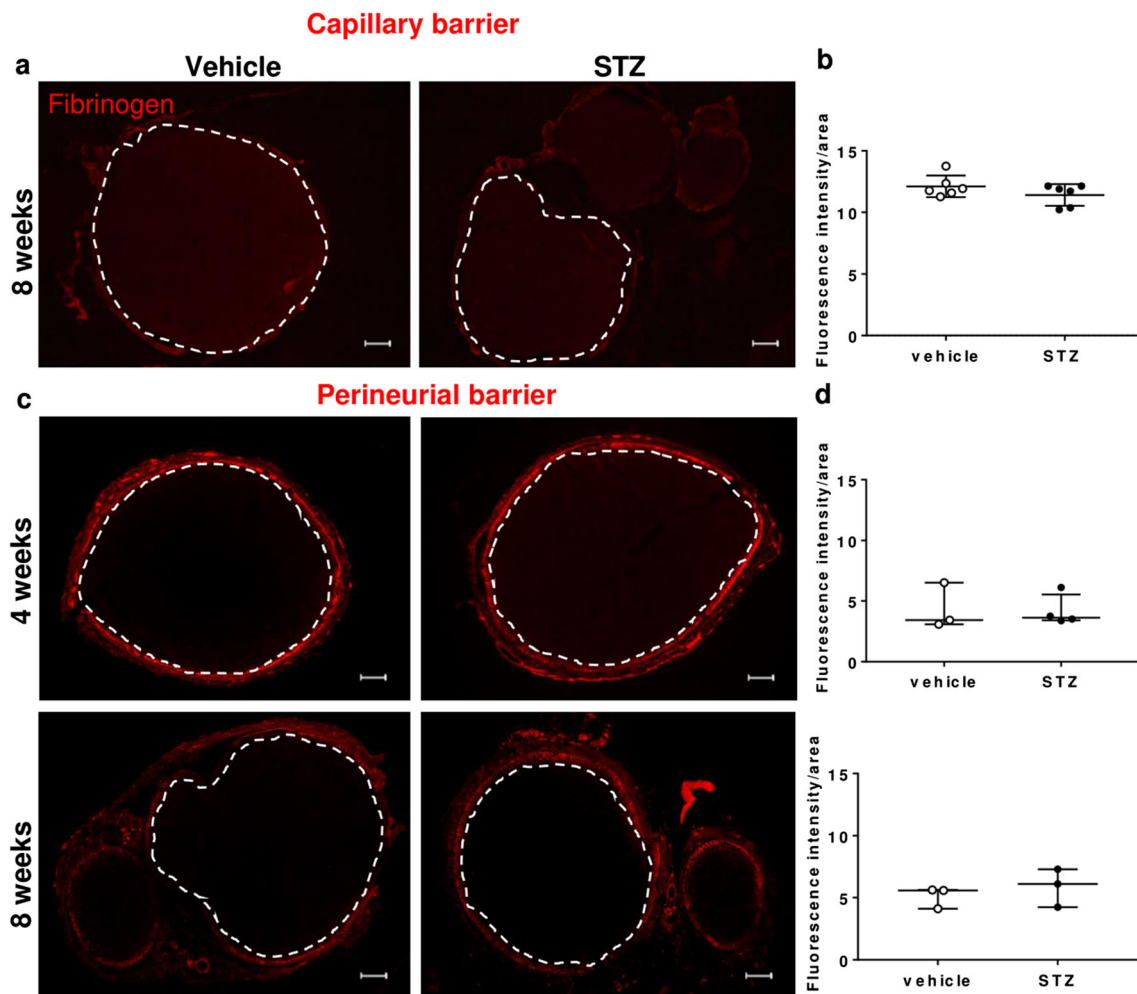 Capillary barrier
a
Vehicle
STZ
b
Fibrinogen
8 weeks
Fluorescence intensity/area
15
10
5
0
vehicle
STZ
c
Perineurial barrier
d
4 weeks
Fluorescence intensity/area
15
10
5
0
vehicle
STZ
8 weeks
Fluorescence intensity/area
15
10
5
0
vehicle
STZ